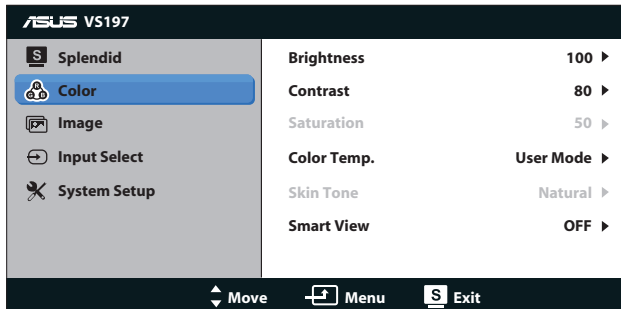 ASUS VS197
S Splendid
R G B Color
Image
Input Select
System Setup
Brightness 100
Contrast 80
Saturation 50
Color Temp. User Mode
Skin Tone Natural
Smart View OFF
Move Menu S Exit